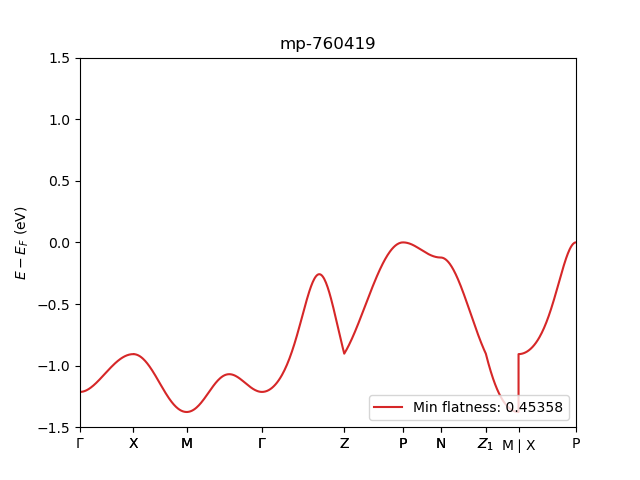 mp-760419
E − E_F (eV)
1.5
1.0
0.5
0.0
−0.5
−1.0
−1.5
Min flatness: 0.45358
Γ X M Γ Z P N Z₁ M | X P